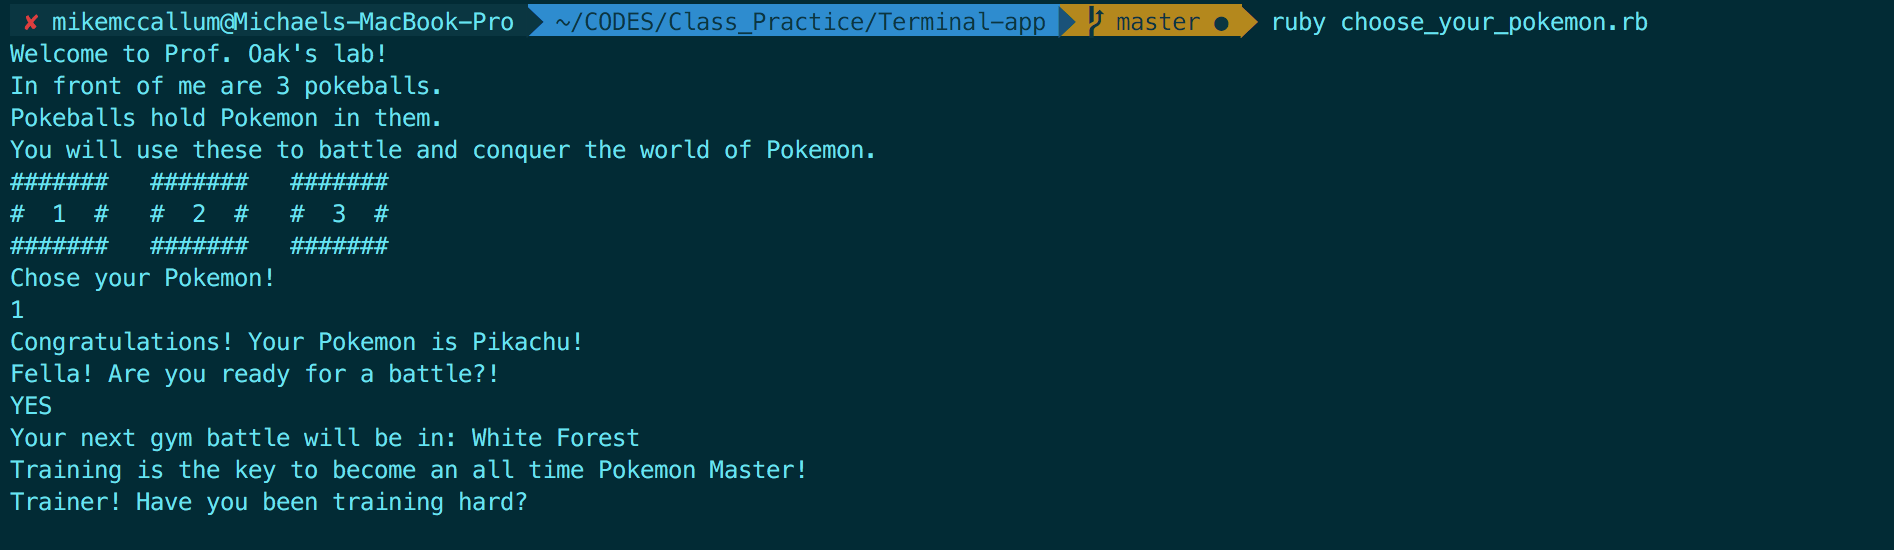 ✘ mikemccallum@Michaels-MacBook-Pro ~/CODES/Class_Practice/Terminal-app master ● ruby choose_your_pokemon.rb
Welcome to Prof. Oak's lab!
In front of me are 3 pokeballs.
Pokeballs hold Pokemon in them.
You will use these to battle and conquer the world of Pokemon.
#######   #######   #######
#  1  #   #  2  #   #  3  #
#######   #######   #######
Chose your Pokemon!
1
Congratulations! Your Pokemon is Pikachu!
Fella! Are you ready for a battle?!
YES
Your next gym battle will be in: White Forest
Training is the key to become an all time Pokemon Master!
Trainer! Have you been training hard?